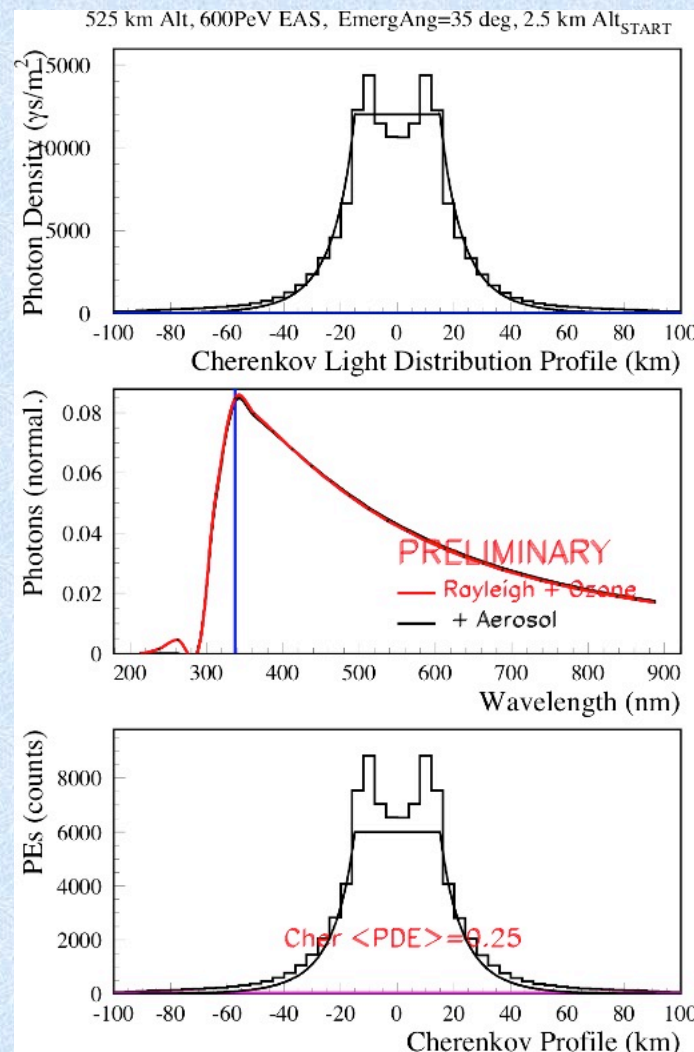 525 km Alt, 600PeV EAS, EmergAng=35 deg, 2.5 km Alt_START
Photon Density (γs/m²)
15000
10000
5000
0
-100 -80 -60 -40 -20 0 20 40 60 80 100
Cherenkov Light Distribution Profile (km)
Photons (normal.)
0.08
0.06
0.04
0.02
0
PRELIMINARY
Rayleigh + Ozone
+ Aerosol
200 300 400 500 600 700 800 900
Wavelength (nm)
PEs (counts)
8000
6000
4000
2000
0
Cher <PDE>=0.25
-100 -80 -60 -40 -20 0 20 40 60 80 100
Cherenkov Profile (km)